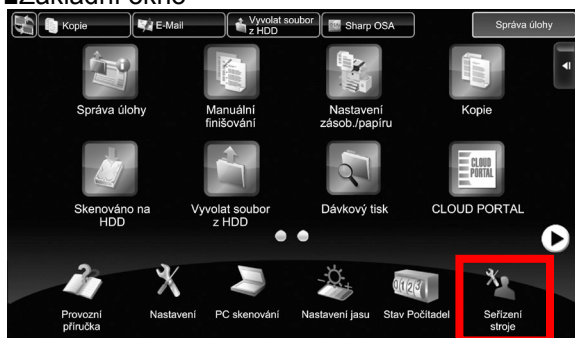 ■Základní okno
Kopie
E-Mail
Vyvolat soubor
z HDD
Sharp OSA
Správa úlohy
Správa úlohy
Manuální
finišování
Nastavení
zásob./papíru
Kopie
CLOUD
PORTAL
Skenováno na
HDD
Vyvolat soubor
z HDD
Dávkový tisk
CLOUD PORTAL
Provozní
příručka
Nastavení
PC skenování
Nastavení jasu
Stav Počítadel
Seřízení
stroje